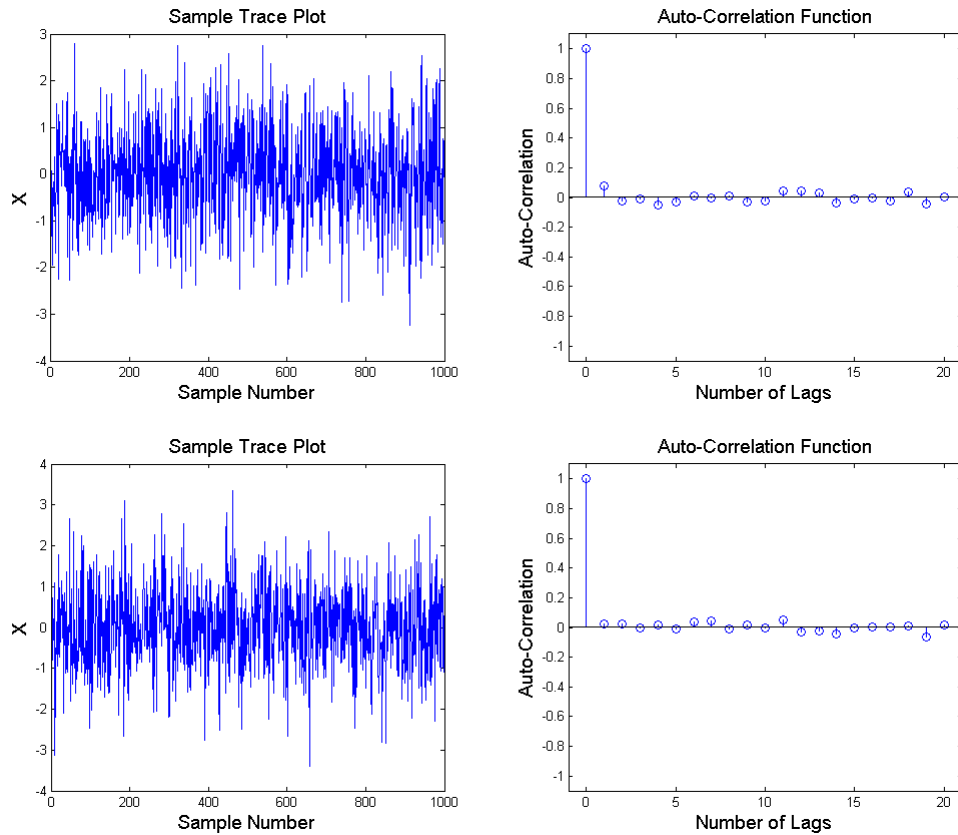 Sample Trace Plot
3
2
1
0
-1
-2
-3
-4
X
0 200 400 600 800 1000
Sample Number
Auto-Correlation Function
1
0.8
0.6
0.4
0.2
0
-0.2
-0.4
-0.6
-0.8
-1
Auto-Correlation
0 5 10 15 20
Number of Lags
Sample Trace Plot
4
3
2
1
0
-1
-2
-3
-4
X
0 200 400 600 800 1000
Sample Number
Auto-Correlation Function
1
0.8
0.6
0.4
0.2
0
-0.2
-0.4
-0.6
-0.8
-1
Auto-Correlation
0 5 10 15 20
Number of Lags